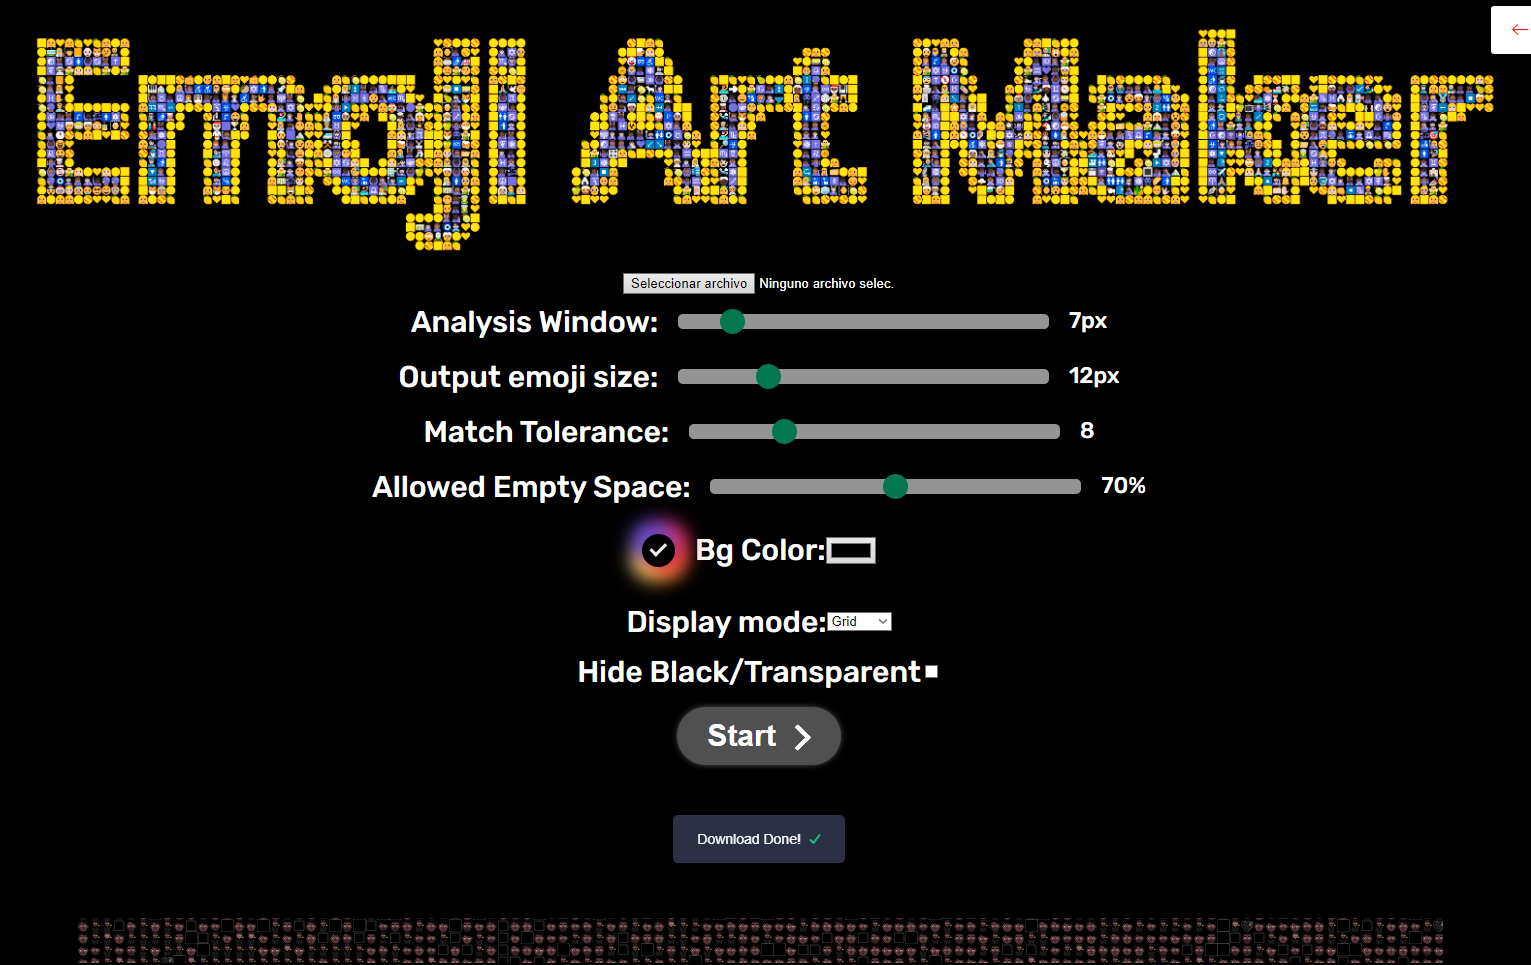 Emoji Art Maker
Seleccionar archivo Ninguno archivo selec.
Analysis Window: 7px
Output emoji size: 12px
Match Tolerance: 8
Allowed Empty Space: 70%
Bg Color:
Display mode: Grid
Hide Black/Transparent
Start
Download Done!